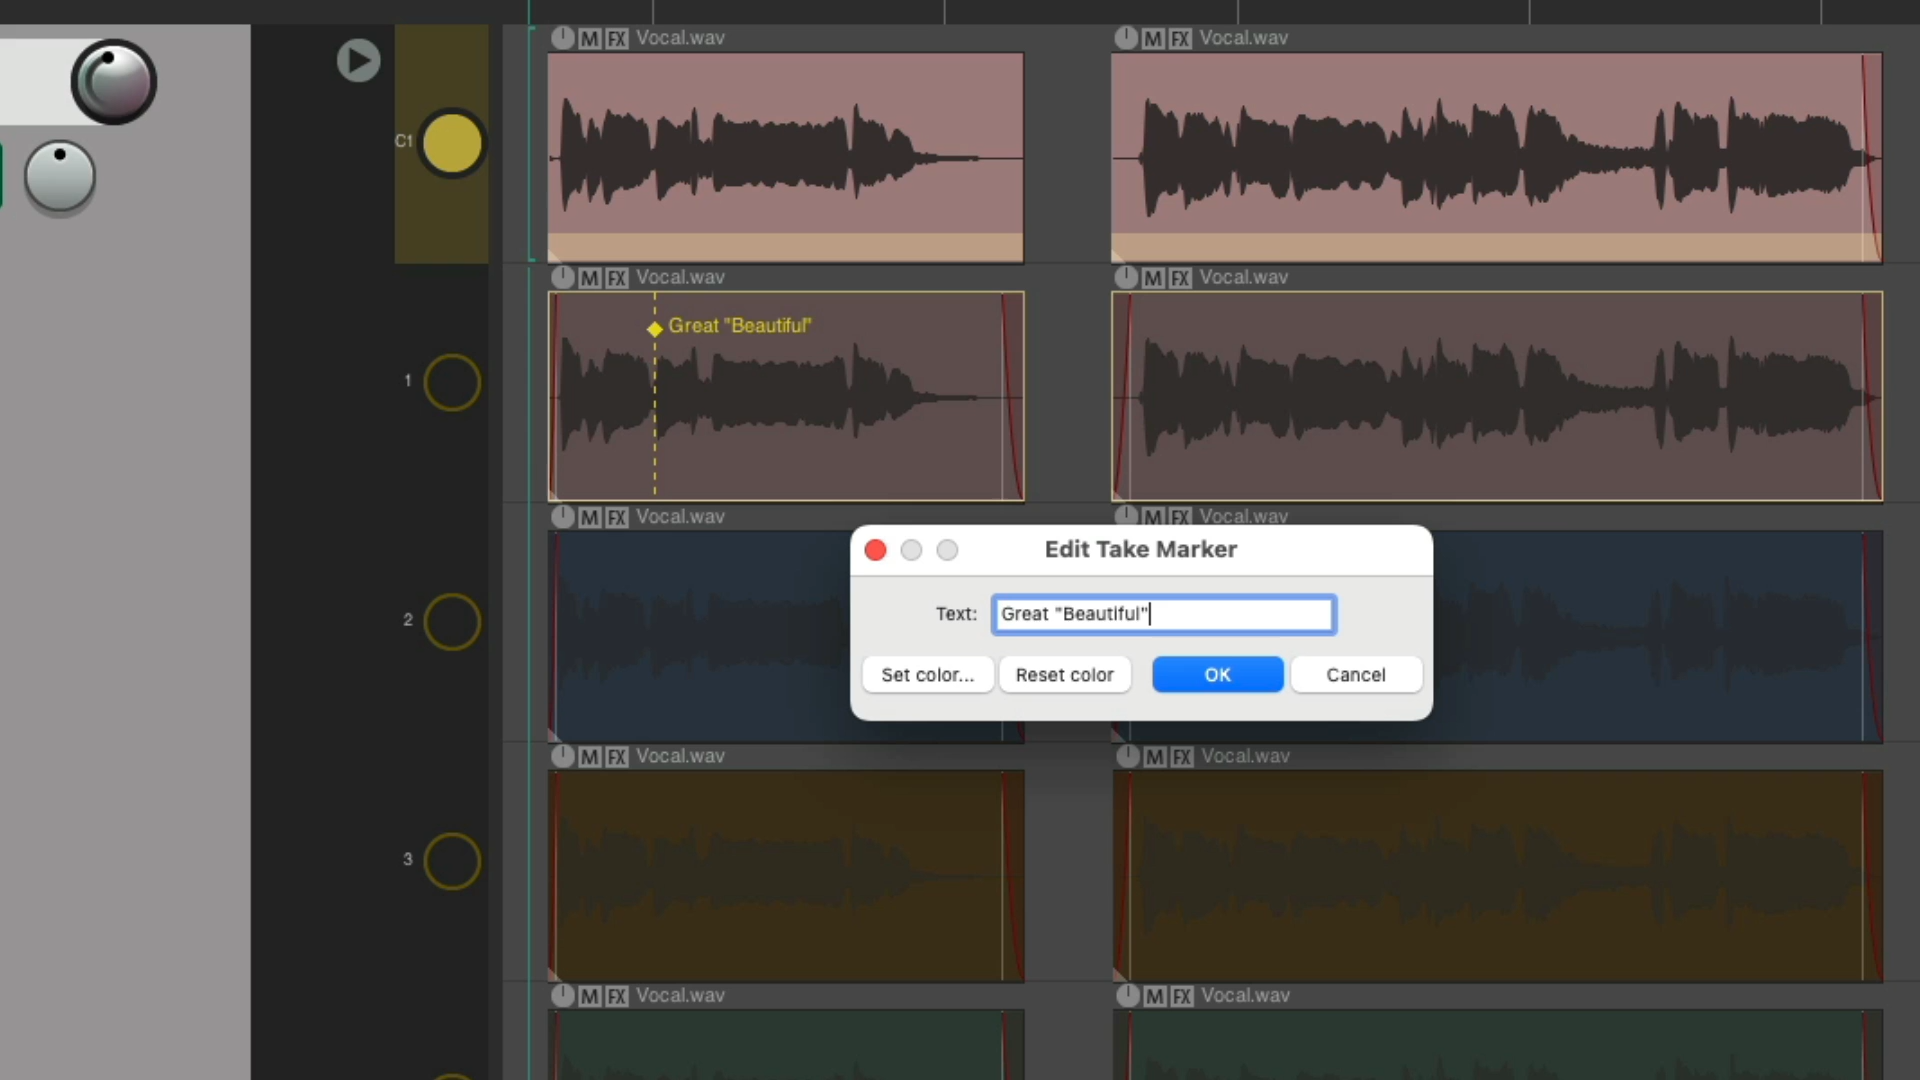 M FX Vocal.wav M FX Vocal.wav
C1
M FX Vocal.wav M FX Vocal.wav
Great "Beautiful"
1
M FX Vocal.wav M FX Vocal.wav
Edit Take Marker
Text: Great "Beautiful"
2
Set color... Reset color OK Cancel
M FX Vocal.wav M FX Vocal.wav
3
M FX Vocal.wav M FX Vocal.wav